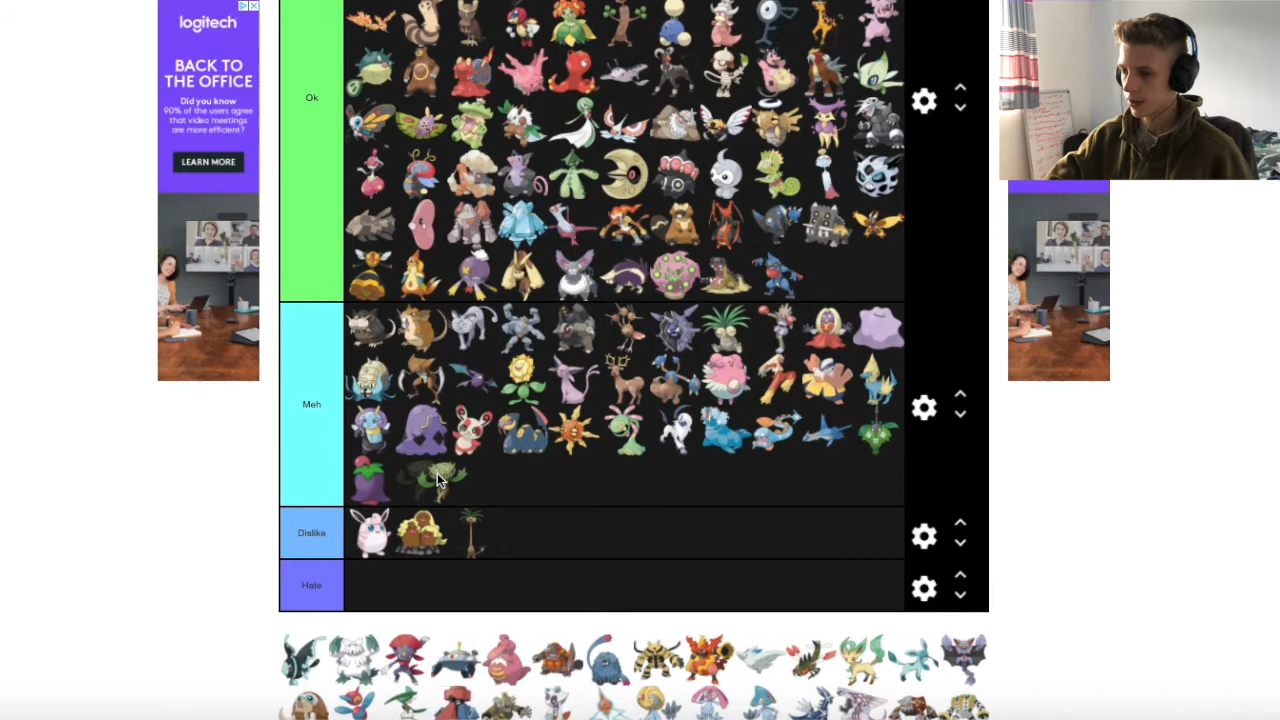 logitech
BACK TO
THE OFFICE
Did you know
90% of the users agree
that video meetings
are more efficient?
LEARN MORE
Ok
Meh
Dislike
Hate